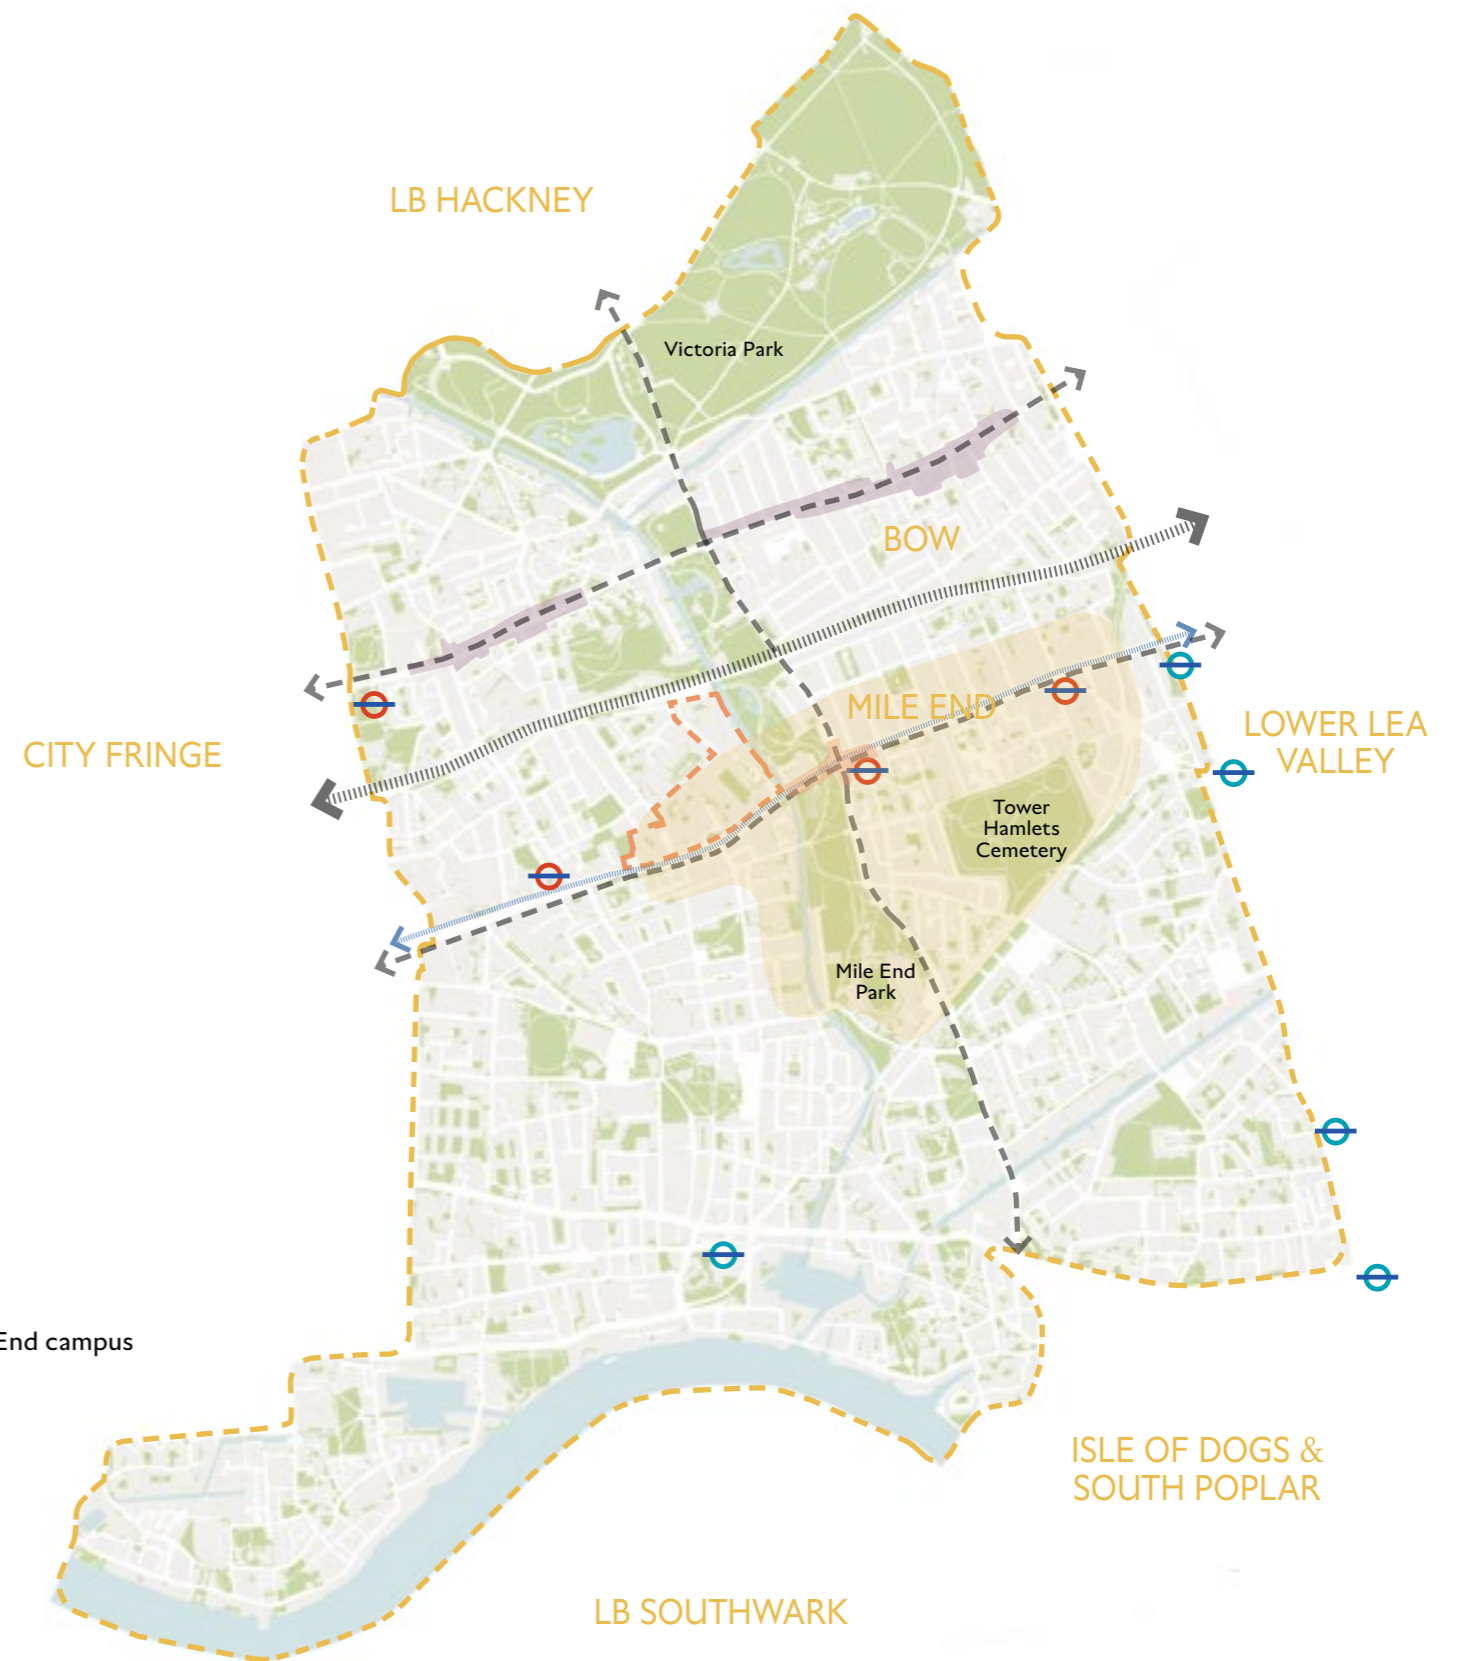 LB HACKNEY
Victoria Park
BOW
MILE END
CITY FRINGE
LOWER LEA
VALLEY
Tower
Hamlets
Cemetery
Mile End
Park
End campus
ISLE OF DOGS &
SOUTH POPLAR
LB SOUTHWARK